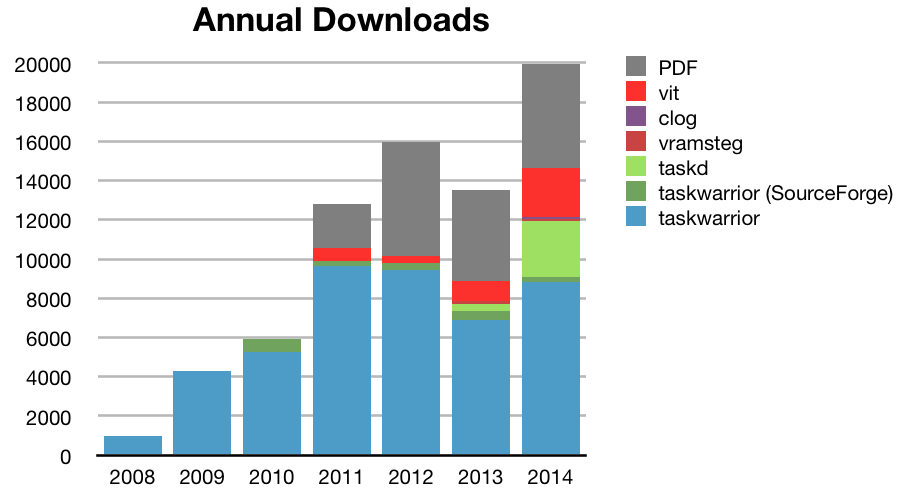 Annual Downloads
20000
18000
16000
14000
12000
10000
8000
6000
4000
2000
0
2008 2009 2010 2011 2012 2013 2014
PDF
vit
clog
vramsteg
taskd
taskwarrior (SourceForge)
taskwarrior